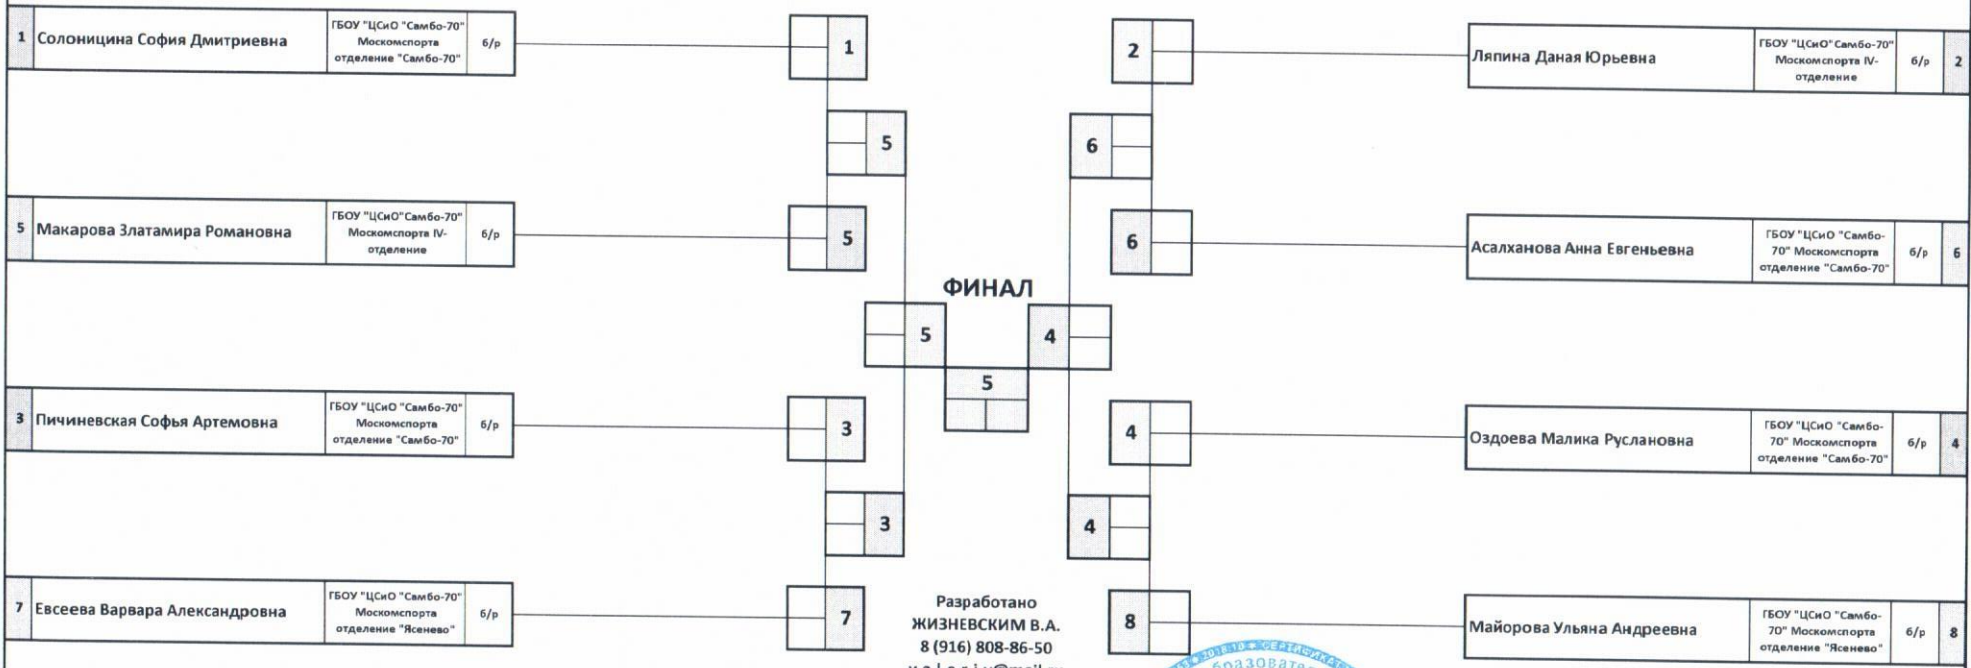 1 Солоницина София Дмитриевна
ГБОУ "ЦСиО "Самбо-70"
Москомспорта
отделение "Самбо-70"
б/р
1
2
Ляпина Даная Юрьевна
ГБОУ "ЦСиО"Самбо-70"
Москомспорта IV-
отделение
б/р
2
5
6
5 Макарова Златамира Романовна
ГБОУ "ЦСиО"Самбо-70"
Москомспорта IV-
отделение
б/р
5
6
Асалханова Анна Евгеньевна
ГБОУ "ЦСиО "Самбо-
70" Москомспорта
отделение "Самбо-70"
б/р
6
ФИНАЛ
5
4
5
3 Пичиневская Софья Артемовна
ГБОУ "ЦСиО "Самбо-70"
Москомспорта
отделение "Самбо-70"
б/р
3
4
Оздоева Малика Руслановна
ГБОУ "ЦСиО "Самбо-
70" Москомспорта
отделение "Самбо-70"
б/р
4
3
4
7 Евсеева Варвара Александровна
ГБОУ "ЦСиО "Самбо-70"
Москомспорта
отделение "Ясенево"
б/р
7
Разработано
ЖИЗНЕВСКИМ В.А.
8 (916) 808-86-50
8
Майорова Ульяна Андреевна
ГБОУ "ЦСиО "Самбо-
70" Москомспорта
отделение "Ясенево"
б/р
8